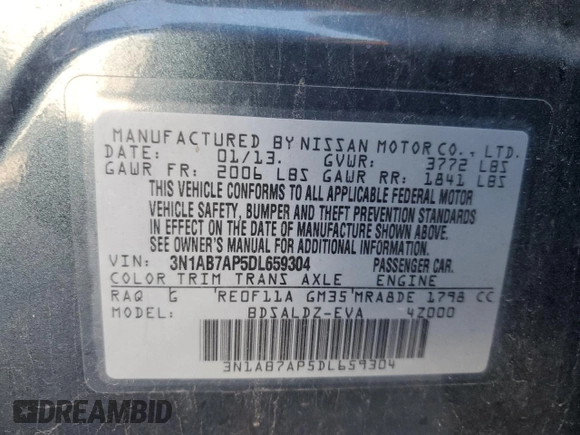 MANUFACTURED BY NISSAN MOTOR CO., LTD.
DATE: 01/13. GVWR: 3772 LBS
GAWR FR: 2006 LBS GAWR RR: 1841 LBS
THIS VEHICLE CONFORMS TO ALL APPLICABLE FEDERAL MOTOR
VEHICLE SAFETY, BUMPER AND THEFT PREVENTION STANDARDS
IN EFFECT ON THE DATE OF MANUFACTURE SHOWN ABOVE.
SEE OWNER'S MANUAL FOR ADDITIONAL INFORMATION.
VIN: 3N1AB7AP5DL659304 PASSENGER CAR.
COLOR TRIM TRANS AXLE ENGINE
RAQ G RE0F11A GM35 MRA8DE 1798 CC
MODEL: BDSALDZ-EVA 4Z000
3N1AB7AP5DL659304
DREAMBID